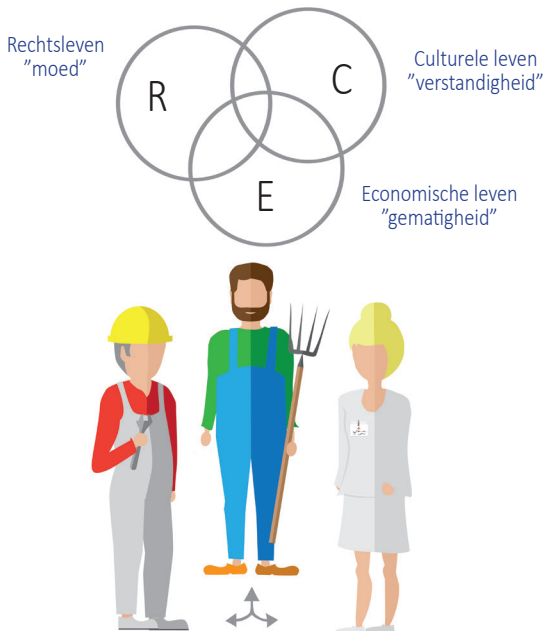 Rechtsleven
”moed”
R
C
Culturele leven
”verstandigheid”
E
Economische leven
”gematigheid”